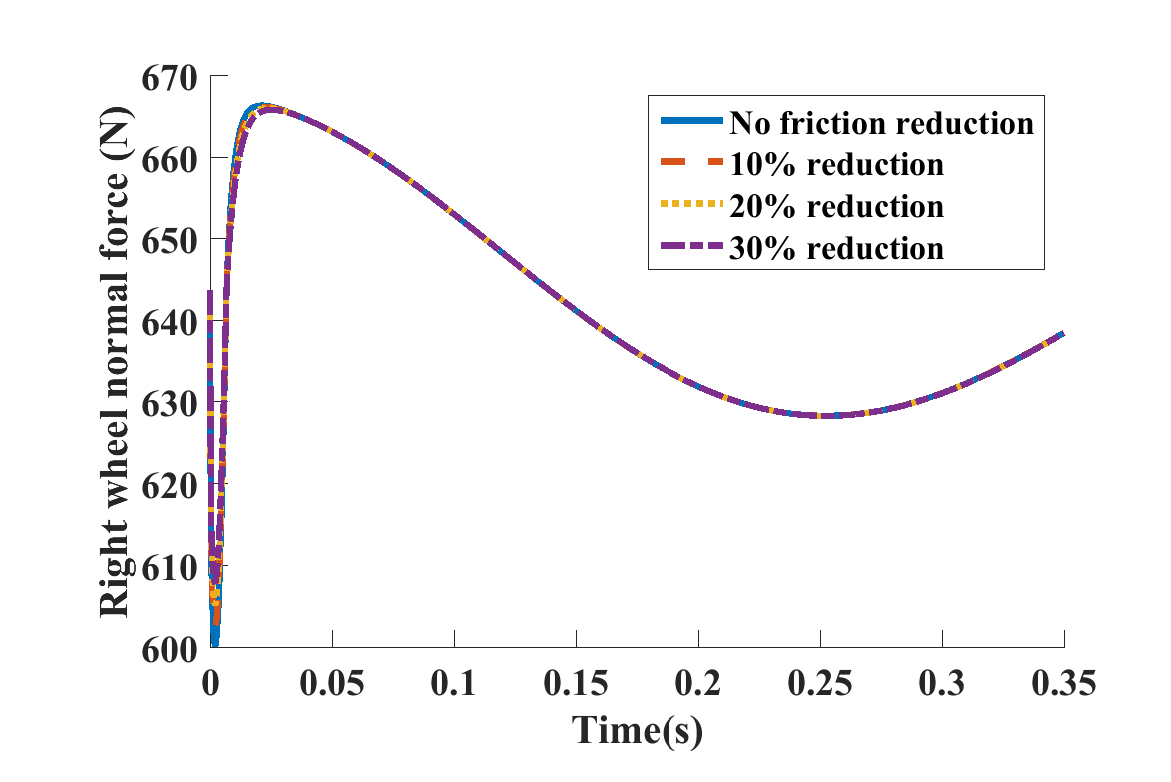 Right wheel normal force (N)
670
660
650
640
630
620
610
600
No friction reduction
10% reduction
20% reduction
30% reduction
0 0.05 0.1 0.15 0.2 0.25 0.3 0.35
Time(s)